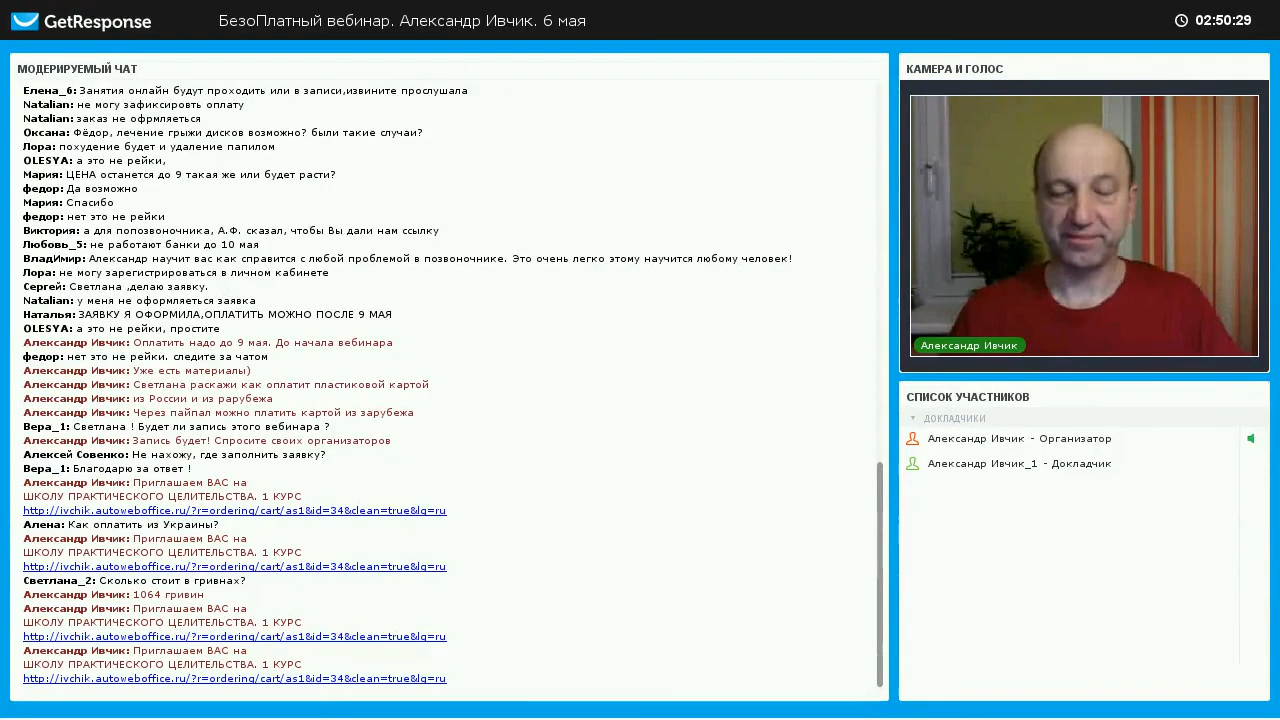 GetResponse
БезоПлатный вебинар. Александр Ивчик. 6 мая
02:50:29
МОДЕРИРУЕМЫЙ ЧАТ
Елена_6: Занятия онлайн будут проходить или в записи,извините прослушала
Natalian: не могу зафиксировть оплату
Natalian: заказ не офрмляеться
Оксана: Фёдор, лечение грыжи дисков возможно? были такие случаи?
Лора: похудение будет и удаление папилом
OLESYA: а это не рейки,
Мария: ЦЕНА останется до 9 такая же или будет расти?
федор: Да возможно
Мария: Спасибо
федор: нет это не рейки
Виктория: а для попозвоночника, А.Ф. сказал, чтобы Вы дали нам ссылку
Любовь_5: не работают банки до 10 мая
ВладИмир: Александр научит вас как справится с любой проблемой в позвоночнике. Это очень легко этому научится любому человек!
Лора: не могу зарегистрироваться в личном кабинете
Сергей: Светлана ,делаю заявку.
Natalian: у меня не оформляеться заявка
Наталья: ЗАЯВКУ Я ОФОРМИЛА,ОПЛАТИТЬ МОЖНО ПОСЛЕ 9 МАЯ
OLESYA: а это не рейки, простите
Александр Ивчик: Оплатить надо до 9 мая. До начала вебинара
федор: нет это не рейки. следите за чатом
Александр Ивчик: Уже есть материалы)
Александр Ивчик: Светлана раскажи как оплатит пластиковой картой
Александр Ивчик: из России и из рарубежа
Александр Ивчик: Через пайпал можно платить картой из зарубежа
Вера_1: Светлана ! Будет ли запись этого вебинара ?
Александр Ивчик: Запись будет! Спросите своих организаторов
Алексей Совенко: Не нахожу, где заполнить заявку?
Вера_1: Благодарю за ответ !
Александр Ивчик: Приглашаем ВАС на
ШКОЛУ ПРАКТИЧЕСКОГО ЦЕЛИТЕЛЬСТВА. 1 КУРС
http://ivchik.autoweboffice.ru/?r=ordering/cart/as1&id=34&clean=true&lg=ru
Алена: Как оплатить из Украины?
Александр Ивчик: Приглашаем ВАС на
ШКОЛУ ПРАКТИЧЕСКОГО ЦЕЛИТЕЛЬСТВА. 1 КУРС
http://ivchik.autoweboffice.ru/?r=ordering/cart/as1&id=34&clean=true&lg=ru
Светлана_2: Сколько стоит в гривнах?
Александр Ивчик: 1064 гривин
Александр Ивчик: Приглашаем ВАС на
ШКОЛУ ПРАКТИЧЕСКОГО ЦЕЛИТЕЛЬСТВА. 1 КУРС
http://ivchik.autoweboffice.ru/?r=ordering/cart/as1&id=34&clean=true&lg=ru
Александр Ивчик: Приглашаем ВАС на
ШКОЛУ ПРАКТИЧЕСКОГО ЦЕЛИТЕЛЬСТВА. 1 КУРС
http://ivchik.autoweboffice.ru/?r=ordering/cart/as1&id=34&clean=true&lg=ru
КАМЕРА И ГОЛОС
Александр Ивчик
СПИСОК УЧАСТНИКОВ
ДОКЛАДЧИКИ
Александр Ивчик - Организатор
Александр Ивчик_1 - Докладчик